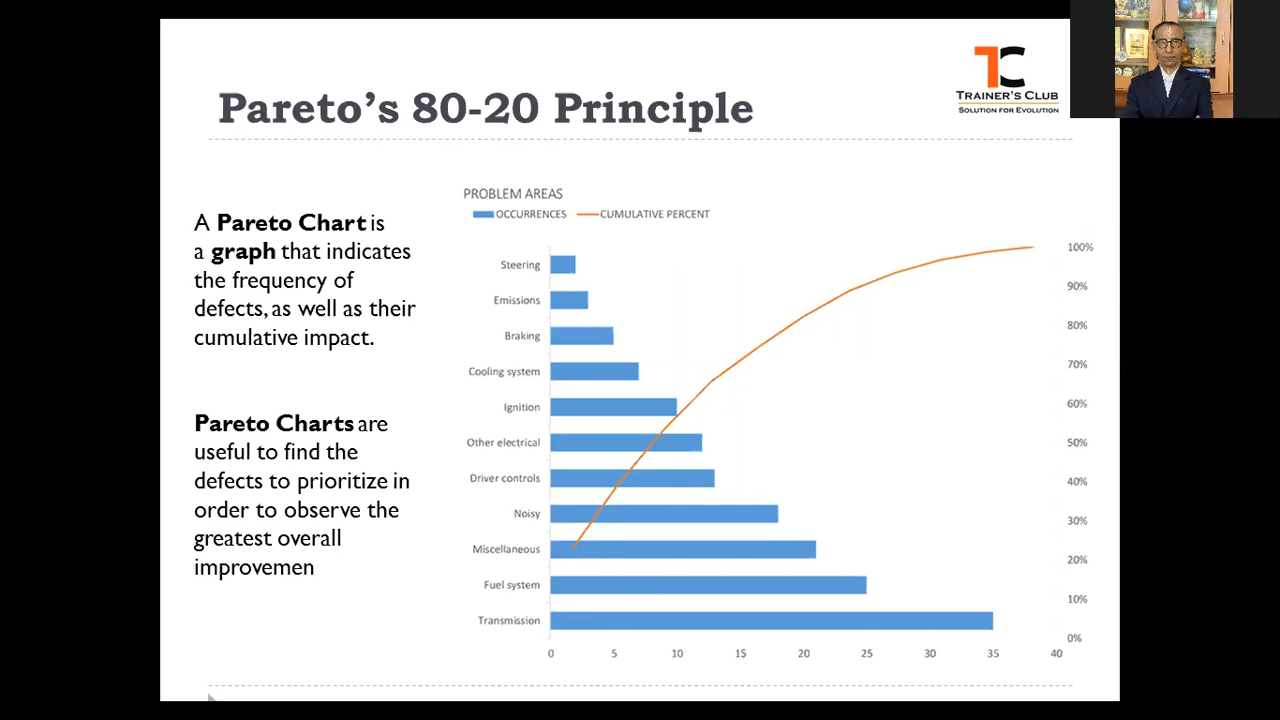 TC
TRAINER'S CLUB
SOLUTION FOR EVOLUTION
Pareto's 80-20 Principle
A Pareto Chart is
a graph that indicates
the frequency of
defects, as well as their
cumulative impact.
Pareto Charts are
useful to find the
defects to prioritize in
order to observe the
greatest overall
improvemen
PROBLEM AREAS
OCCURRENCES CUMULATIVE PERCENT
Steering
Emissions
Braking
Cooling system
Ignition
Other electrical
Driver controls
Noisy
Miscellaneous
Fuel system
Transmission
0 5 10 15 20 25 30 35 40
100%
90%
80%
70%
60%
50%
40%
30%
20%
10%
0%